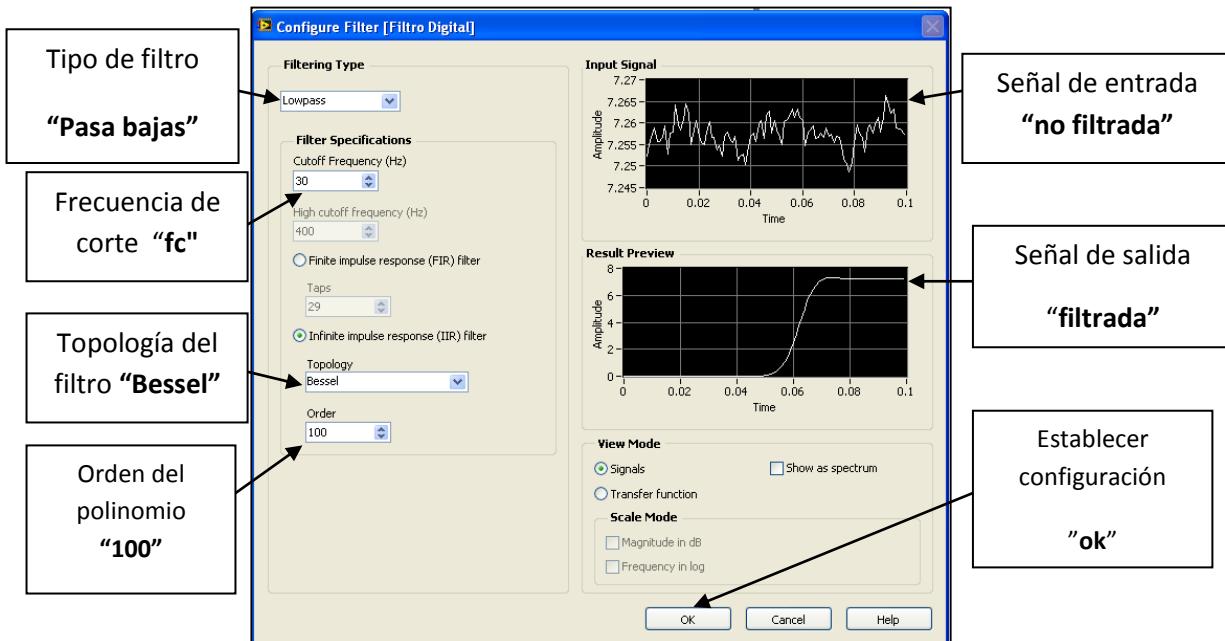 Configure Filter [Filtro Digital]
Tipo de filtro
“Pasa bajas”
Frecuencia de
corte “fc"
Topología del
filtro “Bessel”
Orden del
polinomio
“100”
Filtering Type
Lowpass
Filter Specifications
Cutoff Frequency (Hz)
30
High cutoff frequency (Hz)
400
Finite impulse response (FIR) filter
Taps
29
Infinite impulse response (IIR) filter
Topology
Bessel
Order
100
Input Signal
Amplitude
7.27
7.265
7.26
7.255
7.25
7.245
0 0.02 0.04 0.06 0.08 0.1
Time
Result Preview
Amplitude
8
6
4
2
0
0 0.02 0.04 0.06 0.08 0.1
Time
View Mode
Signals Show as spectrum
Transfer function
Scale Mode
Magnitude in dB
Frequency in log
OK Cancel Help
Señal de entrada
“no filtrada”
Señal de salida
“filtrada”
Establecer
configuración
”ok”